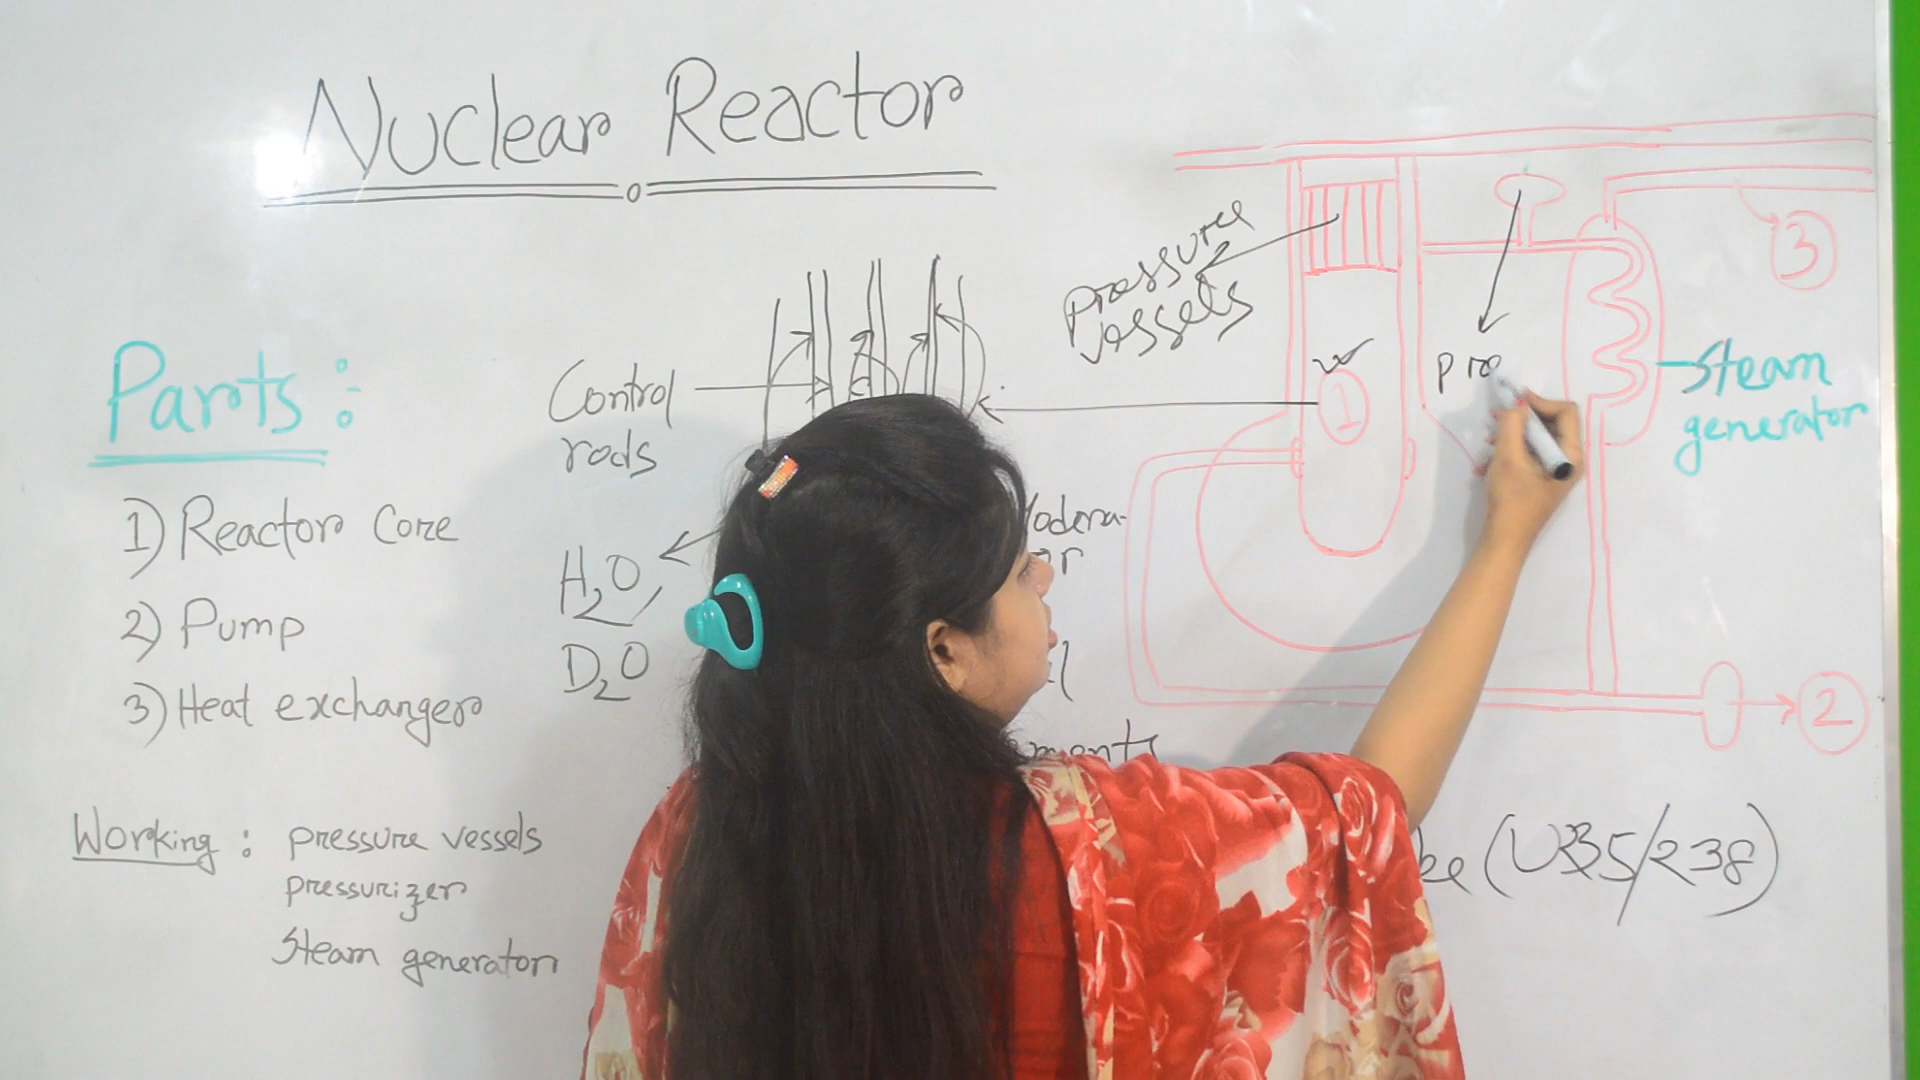 Nuclear Reactor
Parts :
1) Reactor Core
2) Pump
3) Heat exchanger
Working : pressure vessels
pressurizer
Steam generator
Control
rods
H2O
D2O
pressure
vessels
1
pre
3
Steam
generator
2
(U235/238)